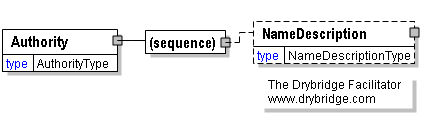 Authority
type AuthorityType
(sequence)
NameDescription
type NameDescriptionType
The Drybridge Facilitator
www.drybridge.com